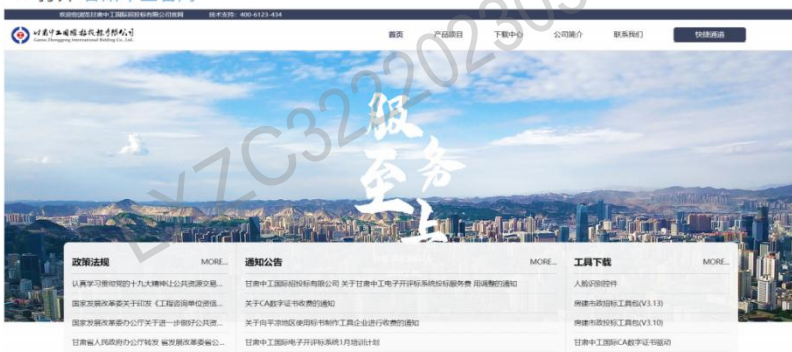 欢迎您浏览甘肃中工国际招投标有限公司官网 技术支持：400-6123-434
甘肃中工国际招投标有限公司
Gansu Zhonggong International Bidding Co., Ltd.
首页 产品项目 下载中心 公司简介 联系我们 快捷通道
服务
至上
LYZC322202303
政策法规 MORE... 通知公告 MORE... 工具下载 MORE...
认真学习贯彻党的十九大精神让公共资源交易... 甘肃中工国际招投标有限公司 关于甘肃中工电子开评标系统投标服务费 用调整的通知 人脸识别控件
国家发展改革委关于印发《工程咨询单位资信... 关于CA数字证书收费的通知 房建市政招标工具包(V3.13)
国家发展改革委办公厅关于进一步做好公共资... 关于向平凉地区使用标书制作工具企业进行收费的通知 房建市政投标工具包(V3.10)
甘肃省人民政府办公厅转发 省发展改革委省公... 甘肃中工国际电子开评标系统1月培训计划 甘肃中工国际CA数字证书驱动